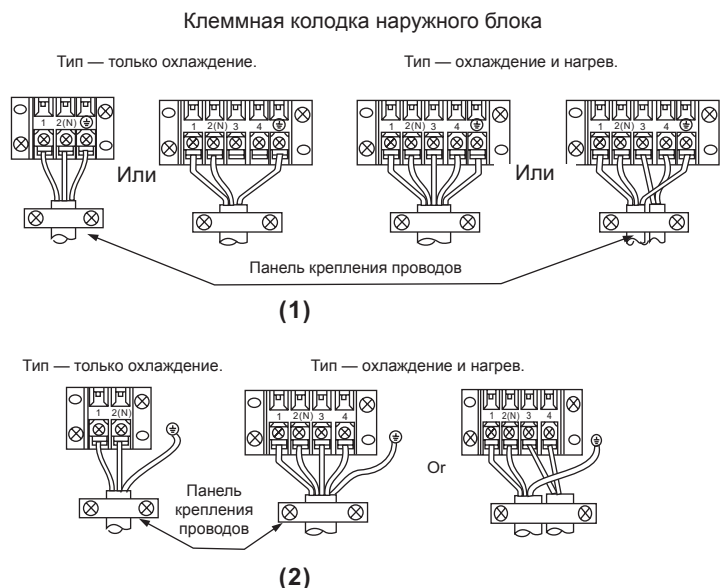 Клеммная колодка наружного блока
Тип — только охлаждение. Тип — охлаждение и нагрев.
1 2(N) 1 2(N) 3 4 1 2(N) 3 4 1 2(N) 3 4
Или Или
Панель крепления проводов
(1)
Тип — только охлаждение. Тип — охлаждение и нагрев.
1 2(N) 1 2(N) 3 4 1 2(N) 3 4
Or
Панель
крепления
проводов
(2)